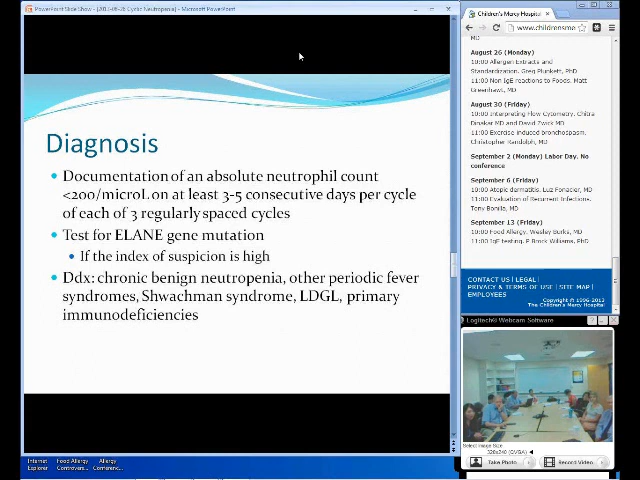 PowerPoint Slide Show - [2013-08-26 Cyclic Neutropenia] - Microsoft PowerPoint
Diagnosis
Documentation of an absolute neutrophil count
<200/microL on at least 3-5 consecutive days per cycle
of each of 3 regularly spaced cycles
Test for ELANE gene mutation
If the index of suspicion is high
Ddx: chronic benign neutropenia, other periodic fever
syndromes, Shwachman syndrome, LDGL, primary
immunodeficiencies
Internet
Explorer
Food Allergy
Controvers...
Allergy
Conferenc...
Children's Mercy Hospital
www.childrensme
MD
August 26 (Monday)
10:00 Allergen Extracts and
Standardization, Greg Plunkett, PhD
11:00 Non IgE reactions to Foods. Matt
Greenhawt, MD
August 30 (Friday)
10:00 Interpreting Flow Cytometry, Chitra
Dinakar MD and David Zwick MD
11:00 Exercise induced bronchospasm,
Christopher Randolph, MD
September 2 (Monday) Labor Day. No
conference
September 6 (Friday)
10:00 Atopic dermatitis. Luz Fonacier, MD
11:00 Evaluation of Recurrent Infections.
Tony Bonilla, MD
September 13 (Friday)
10:00 Food Allergy. Wesley Burks, MD
11:00 IgE testing. P Brock Williams, PhD
CONTACT US | LEGAL |
PRIVACY & TERMS OF USE | SITE MAP |
EMPLOYEES
Copyright © 1996-2013
The Children's Mercy Hospital
Logitech® Webcam Software
Select Image Size
320x240 (QVGA)
Take Photo
Record Video